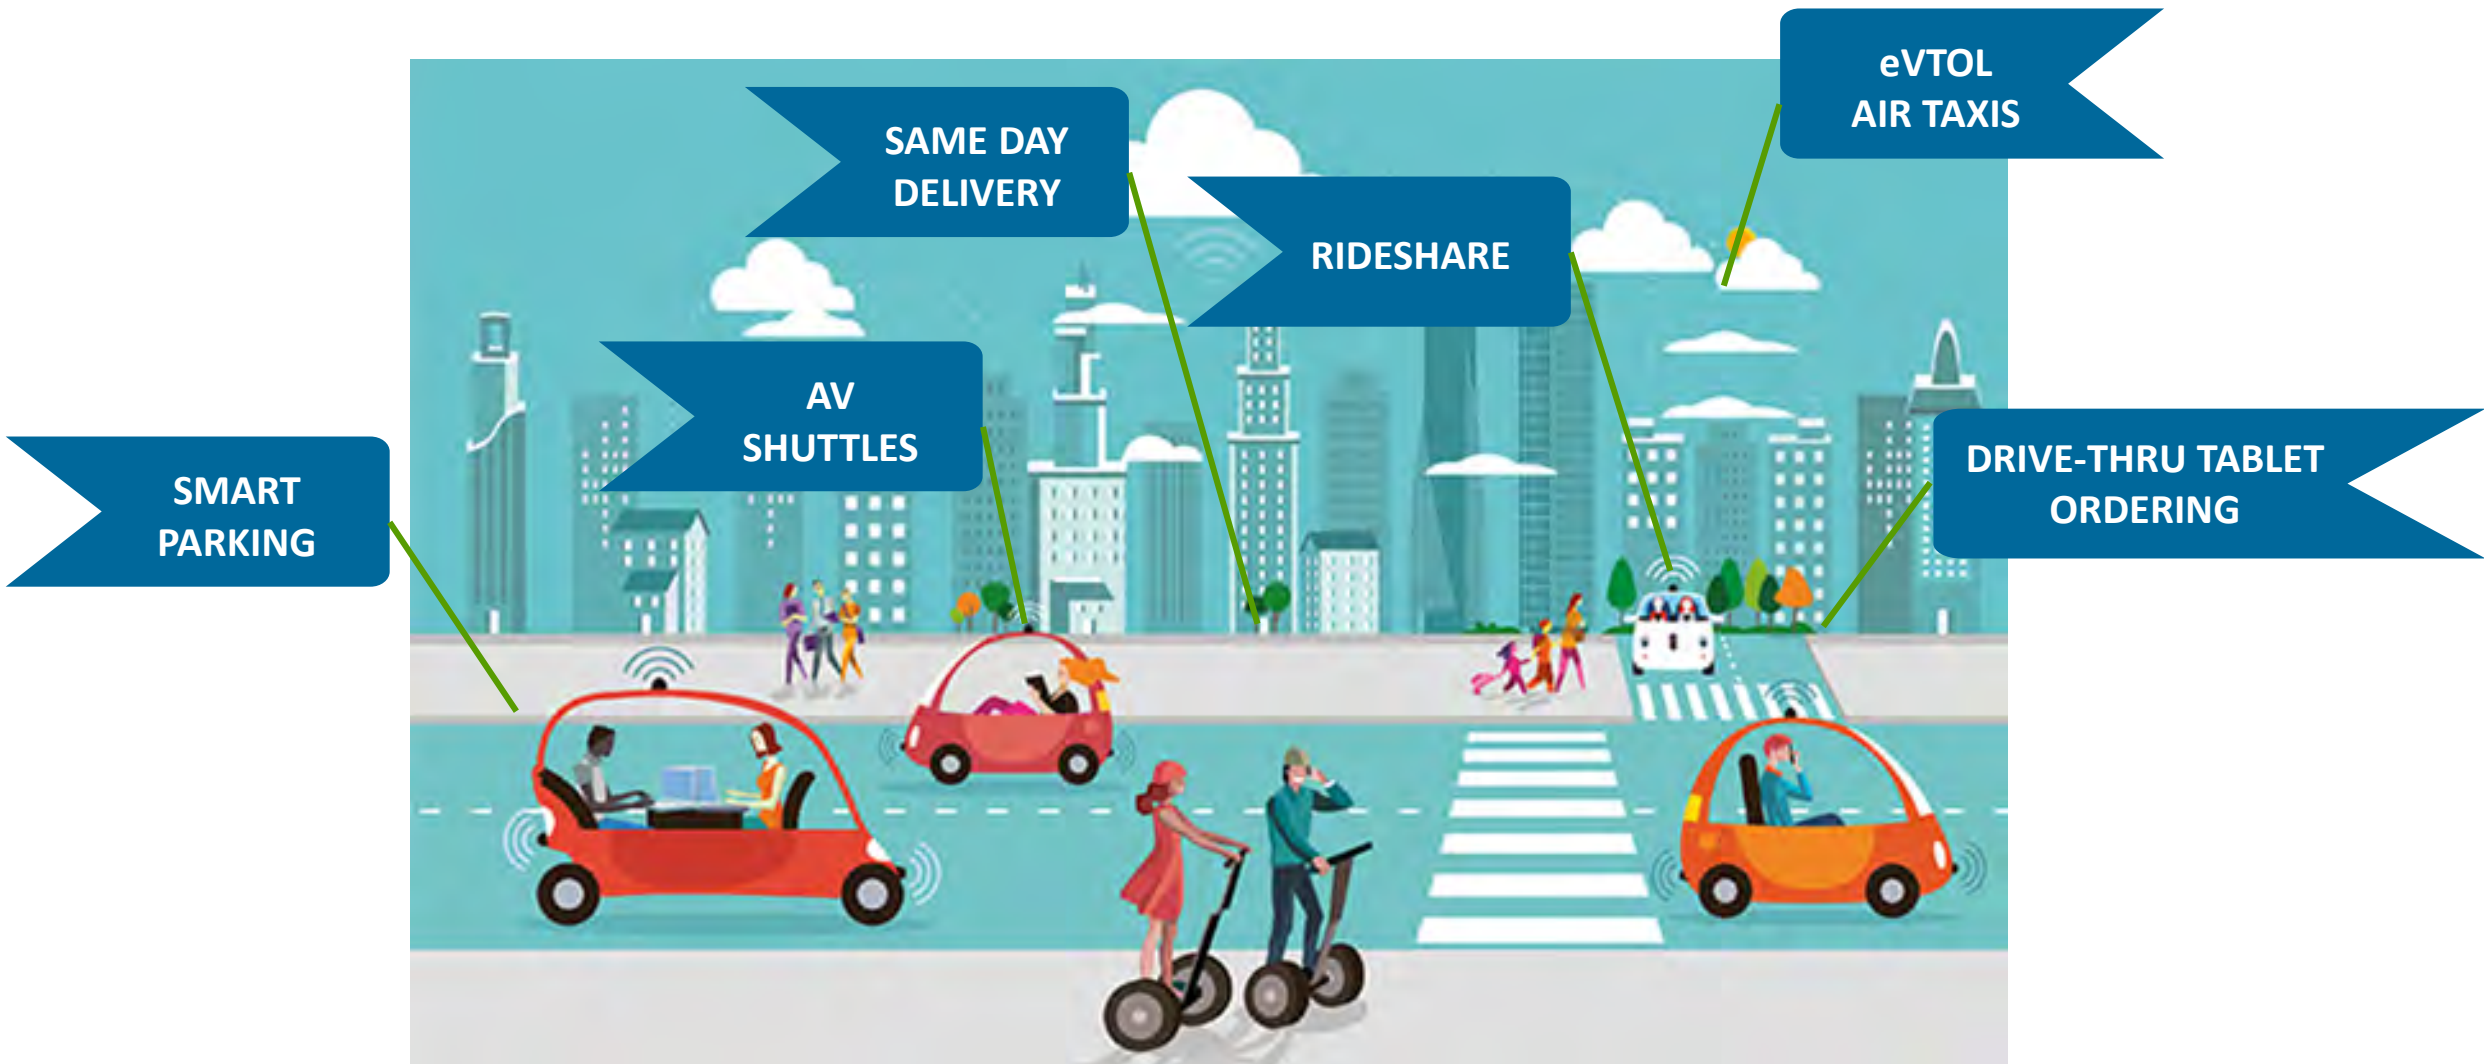 eVTOL
AIR TAXIS
SAME DAY
DELIVERY
RIDESHARE
AV
SHUTTLES
SMART
PARKING
DRIVE-THRU TABLET
ORDERING